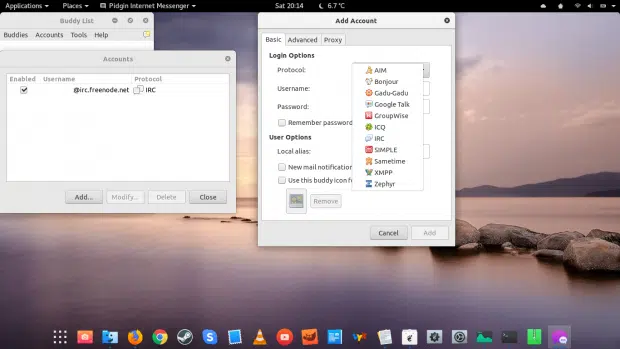 Applications Places Pidgin Internet Messenger Sat 20:14 6.7 °C
Buddy List
Buddies Accounts Tools Help
Accounts
Enabled Username Protocol
@irc.freenode.net IRC
Add... Modify... Delete Close
Add Account
Basic Advanced Proxy
Login Options
Protocol:
Username:
Password:
Remember password
User Options
Local alias:
New mail notification
Use this buddy icon
Remove
Cancel Add
AIM
Bonjour
Gadu-Gadu
Google Talk
GroupWise
ICQ
IRC
SIMPLE
Sametime
XMPP
Zephyr